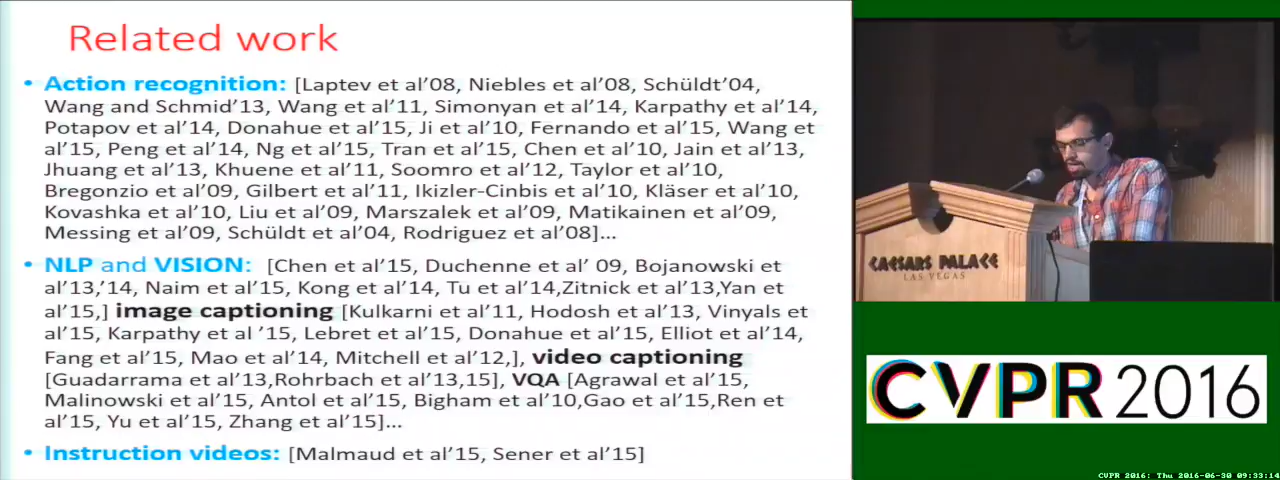 Related work
• Action recognition: [Laptev et al’08, Niebles et al’08, Schüldt’04,
Wang and Schmid’13, Wang et al’11, Simonyan et al’14, Karpathy et al’14,
Potapov et al’14, Donahue et al’15, Ji et al’10, Fernando et al’15, Wang et
al’15, Peng et al’14, Ng et al’15, Tran et al’15, Chen et al’10, Jain et al’13,
Jhuang et al’13, Khuene et al’11, Soomro et al’12, Taylor et al’10,
Bregonzio et al’09, Gilbert et al’11, Ikizler-Cinbis et al’10, Kläser et al’10,
Kovashka et al’10, Liu et al’09, Marszalek et al’09, Matikainen et al’09,
Messing et al’09, Schüldt et al’04, Rodriguez et al’08]...
• NLP and VISION: [Chen et al’15, Duchenne et al’ 09, Bojanowski et
al’13,’14, Naim et al’15, Kong et al’14, Tu et al’14,Zitnick et al’13,Yan et
al’15,] image captioning [Kulkarni et al’11, Hodosh et al’13, Vinyals et
al’15, Karpathy et al ’15, Lebret et al’15, Donahue et al’15, Elliot et al’14,
Fang et al’15, Mao et al’14, Mitchell et al’12,], video captioning
[Guadarrama et al’13,Rohrbach et al’13,15], VQA [Agrawal et al’15,
Malinowski et al’15, Antol et al’15, Bigham et al’10,Gao et al’15,Ren et
al’15, Yu et al’15, Zhang et al’15]...
• Instruction videos: [Malmaud et al’15, Sener et al’15]
CAESARS PALACE
LAS VEGAS
CVPR 2016
CVPR 2016: Thu 2016-06-30 09:33:14